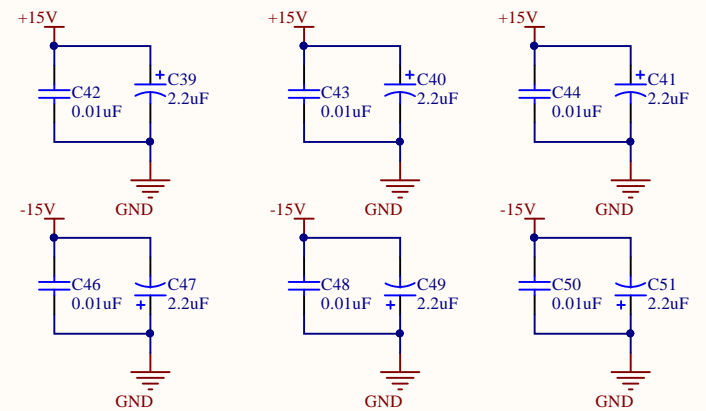 +15V
+15V
+15V
+
C42
0.01uF
C39
2.2uF
+
C43
0.01uF
C40
2.2uF
+
C44
0.01uF
C41
2.2uF
GND
GND
GND
-15V
-15V
-15V
C46
0.01uF
C47
2.2uF
+
C48
0.01uF
C49
2.2uF
+
C50
0.01uF
C51
2.2uF
+
GND
GND
GND